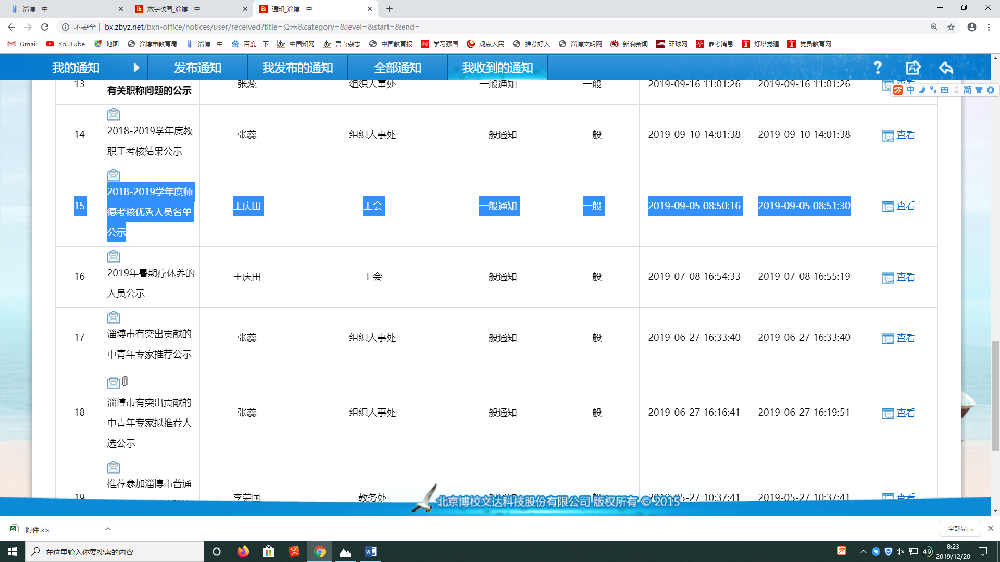 淄博一中
数字校园_淄博一中
通知_淄博一中
不安全
bx.zbyz.net/bxn-office/notices/user/received?title=公示&category=&level=&start=&end=
Gmail YouTube 地图 淄博市教育局 淄博一中 百度一下 中国知网 吾喜杂志 中国教育报 学习强国 观点人民 推荐好人 淄博文明网 新浪新闻 环球网 参考消息 灯塔党建 党员教育网
我的通知 发布通知 我发布的通知 全部通知 我收到的通知
13 张蕊 组织人事处 一般通知 一般 2019-09-16 11:01:26 2019-09-16 11:01:26 查看
有关职称问题的公示
中 简
2018-2019学年度教
14 张蕊 组织人事处 一般通知 一般 2019-09-10 14:01:38 2019-09-10 14:01:38 查看
职工考核结果公示
2018-2019学年度师
15 德考核优秀人员名单 王庆田 工会 一般通知 一般 2019-09-05 08:50:16 2019-09-05 08:51:30 查看
公示
2019年暑期疗休养的
16 王庆田 工会 一般通知 一般 2019-07-08 16:54:33 2019-07-08 16:55:19 查看
人员公示
淄博市有突出贡献的
17 张蕊 组织人事处 一般通知 一般 2019-06-27 16:33:40 2019-06-27 16:33:40 查看
中青年专家推荐公示
淄博市有突出贡献的
18 张蕊 组织人事处 一般通知 一般 2019-06-27 16:16:41 2019-06-27 16:19:51 查看
中青年专家拟推荐人
选公示
推荐参加淄博市普通
19 李荣国 教务处 一般通知 一般 2019-05-27 10:37:41 2019-05-27 10:37:41 查看
北京博校文达科技股份有限公司 版权所有 © 2015
附件.xls
全部显示
在这里输入你要搜索的内容
49
8:23
2019/12/20